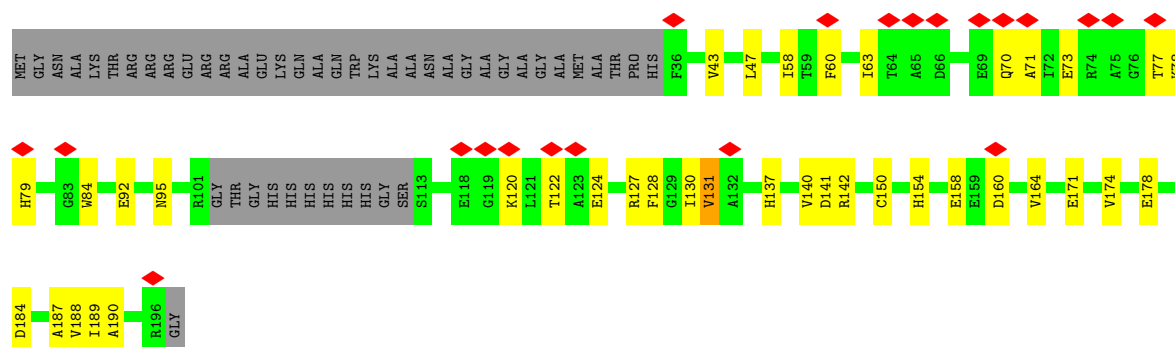 MET GLY ASN ALA LYS THR ARG ARG ARG GLU ARG ARG ALA GLU LYS GLN ALA GLN TRP LYS ALA ALA ASN ALA GLY ALA GLY ALA GLY ALA MET ALA THR PRO HIS F36 V43 L47 I58 T59 F60 I63 T64 A65 D66 E69 Q70 A71 I72 E73 R74 A75 G76 T77
H79 G83 W84 E92 N95 R101 GLY THR GLY HIS HIS HIS HIS HIS HIS GLY SER S113 E118 G119 K120 L121 T122 A123 E124 R127 F128 G129 I130 V131 A132 H137 V140 D141 R142 C150 H154 E158 E159 D160 V164 E171 V174 E178
D184 A187 V188 I189 A190 R196 GLY